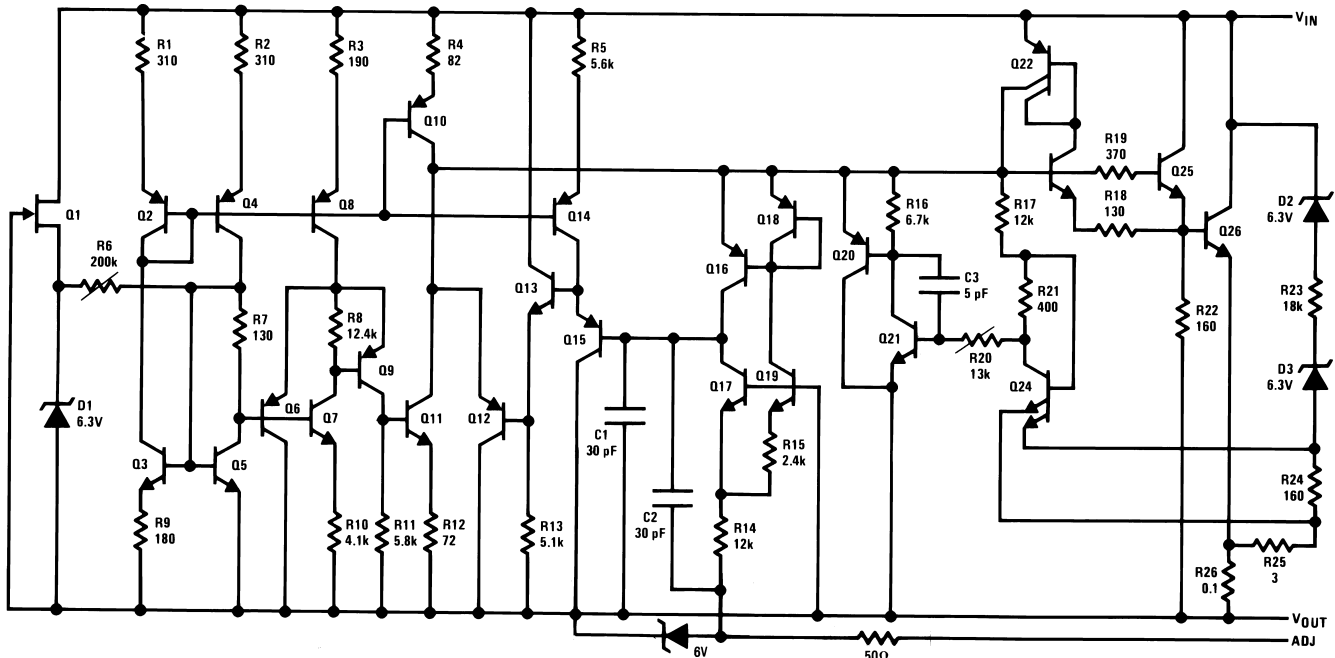 VIN
R1
310
R2
310
R3
190
R4
82
R5
5.6k
Q22
R19
370
Q25
Q10
R18
130
Q1
Q2
Q4
Q8
Q14
Q18
R16
6.7k
R17
12k
D2
6.3V
Q26
R6
200k
Q20
Q16
C3
5 pF
R21
400
Q13
R22
160
R23
18k
R7
130
R8
12.4k
Q15
Q21
R20
13k
Q9
Q17
Q19
Q24
D3
6.3V
D1
6.3V
Q6
Q7
Q11
Q12
C1
30 pF
R15
2.4k
Q3
Q5
R24
160
C2
30 pF
R9
180
R10
4.1k
R11
5.8k
R12
72
R13
5.1k
R14
12k
R25
3
R26
0.1
VOUT
ADJ
6V
50Ω